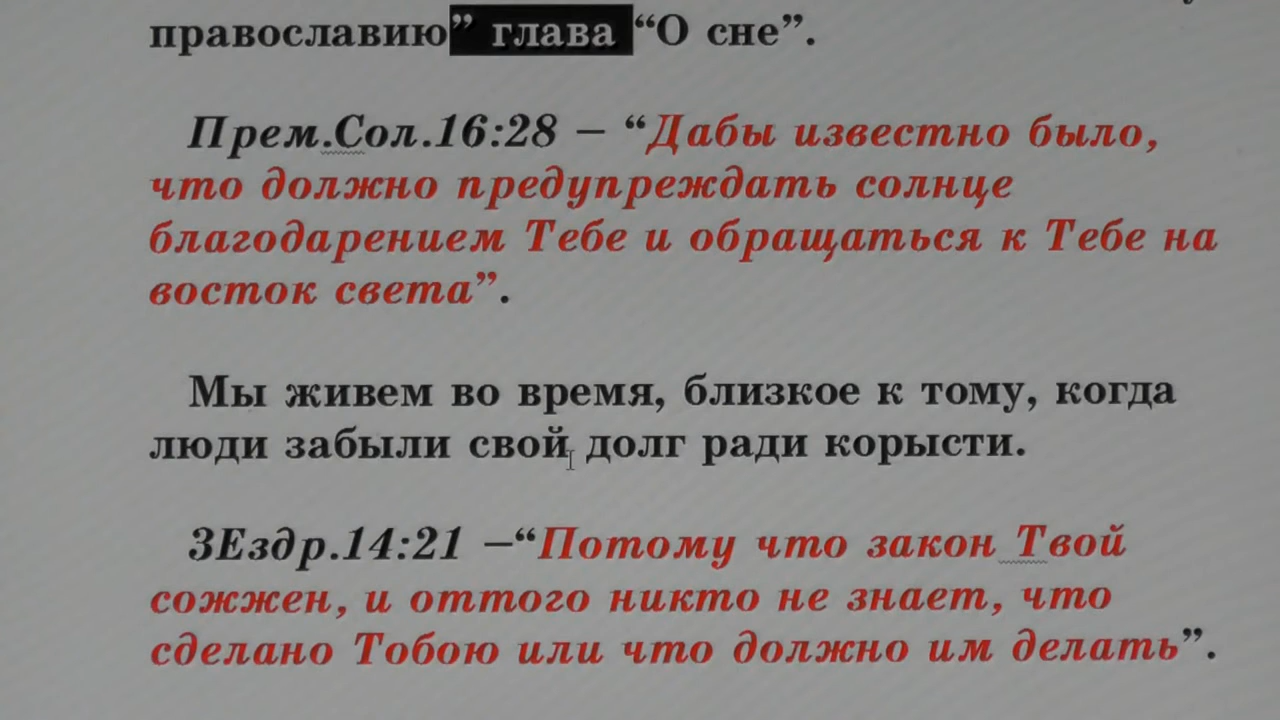 православию” глава “О сне”.
Прем.Сол.16:28 – “Дабы известно было,
что должно предупреждать солнце
благодарением Тебе и обращаться к Тебе на
восток света”.
Мы живем во время, близкое к тому, когда
люди забыли свой долг ради корысти.
3Ездр.14:21 –“Потому что закон Твой
сожжен, и оттого никто не знает, что
сделано Тобою или что должно им делать”.